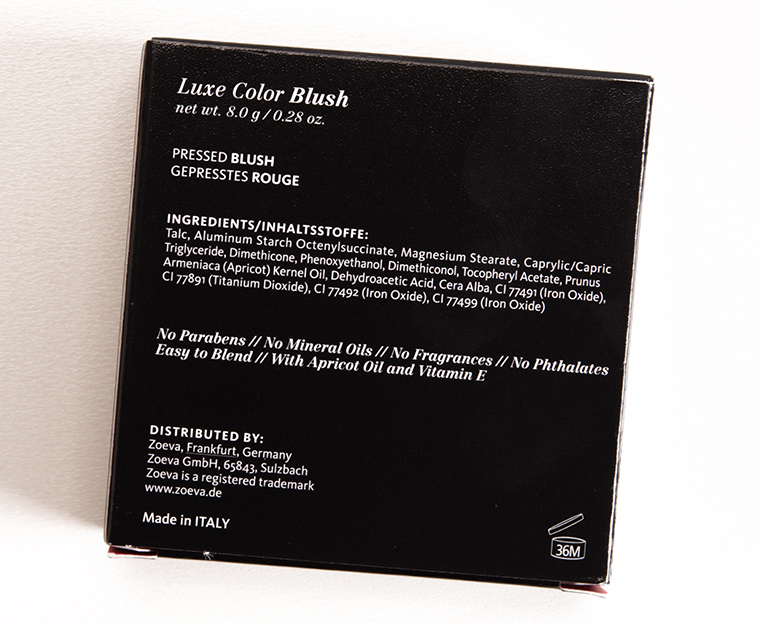 Luxe Color Blush
net wt. 8.0 g / 0.28 oz.
PRESSED BLUSH
GEPRESSTES ROUGE
INGREDIENTS/INHALTSSTOFFE:
Talc, Aluminum Starch Octenylsuccinate, Magnesium Stearate, Caprylic/Capric
Triglyceride, Dimethicone, Phenoxyethanol, Dimethiconol, Tocopheryl Acetate, Prunus
Armeniaca (Apricot) Kernel Oil, Dehydroacetic Acid, Cera Alba, CI 77491 (Iron Oxide),
CI 77891 (Titanium Dioxide), CI 77492 (Iron Oxide), CI 77499 (Iron Oxide)
No Parabens // No Mineral Oils // No Fragrances // No Phthalates
Easy to Blend // With Apricot Oil and Vitamin E
DISTRIBUTED BY:
Zoeva, Frankfurt, Germany
Zoeva GmbH, 65843, Sulzbach
Zoeva is a registered trademark
www.zoeva.de
Made in ITALY
36M